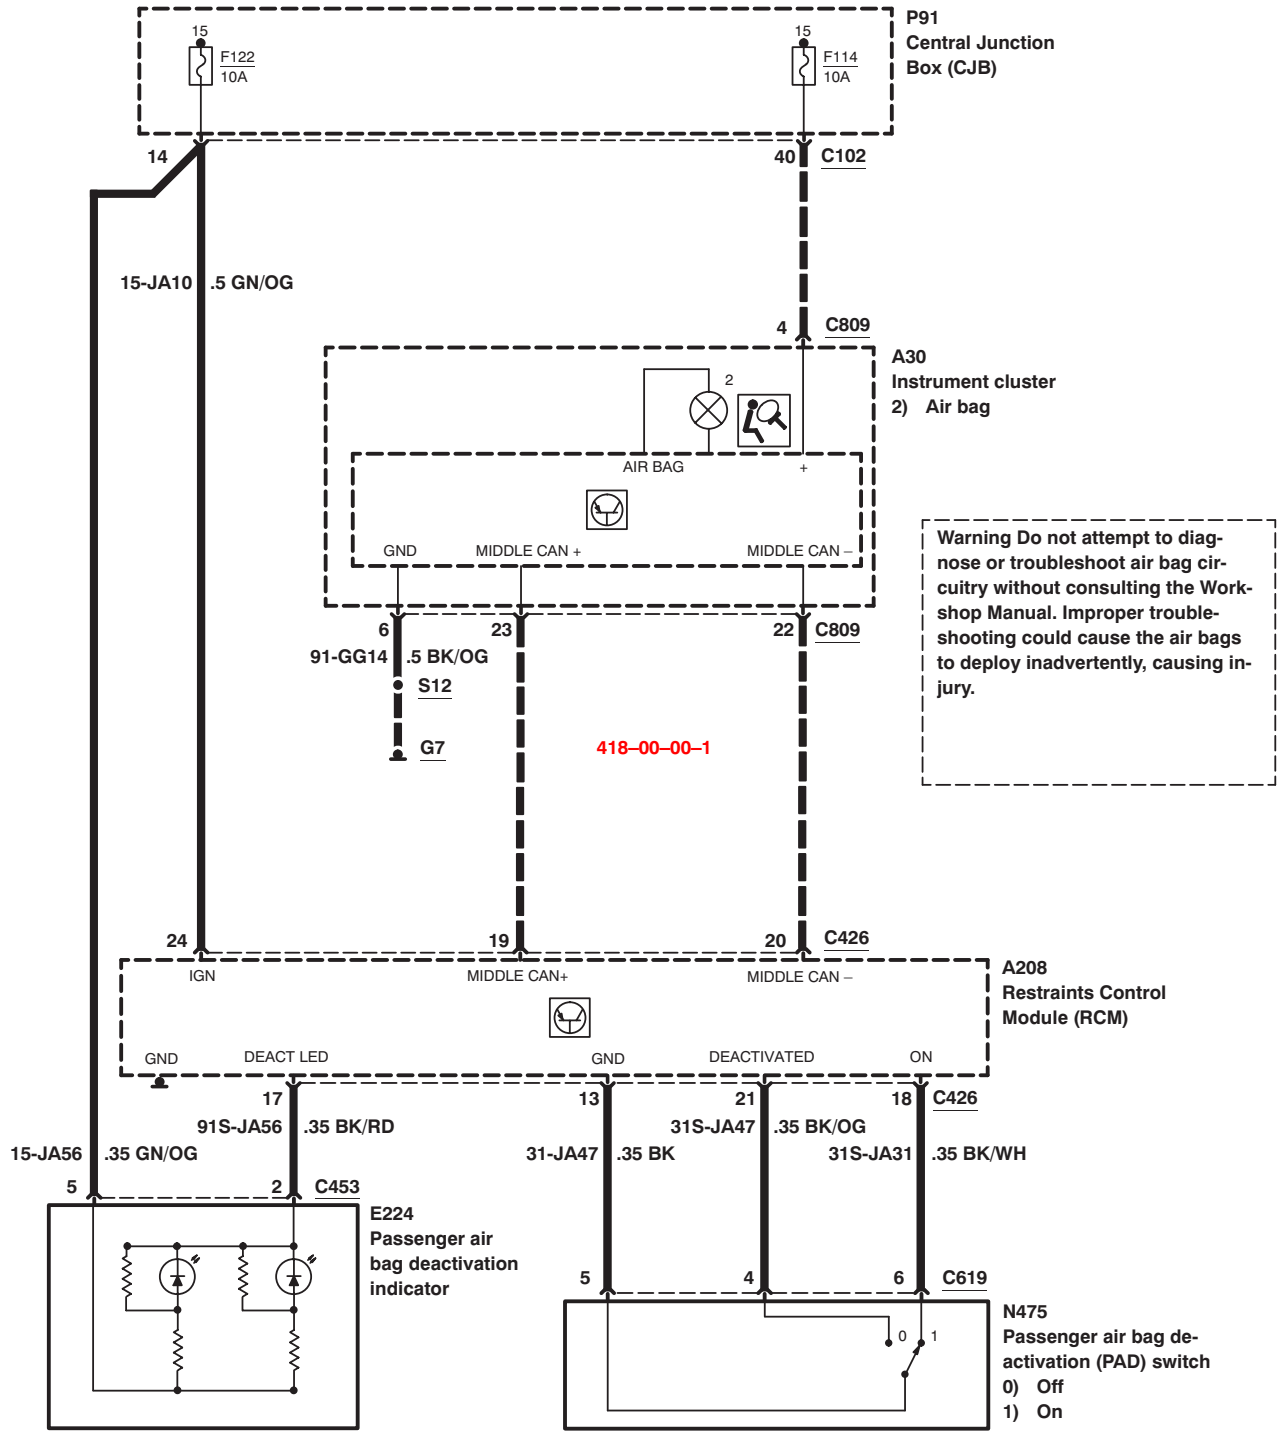 P91
Central Junction
Box (CJB)
15
F122
10A
15
F114
10A
14
40
C102
15-JA10
.5 GN/OG
4
C809
A30
Instrument cluster
2) Air bag
2
AIR BAG
+
GND
MIDDLE CAN +
MIDDLE CAN –
Warning Do not attempt to diag-
nose or troubleshoot air bag cir-
cuitry without consulting the Work-
shop Manual. Improper trouble-
shooting could cause the air bags
to deploy inadvertently, causing in-
jury.
6
23
22
C809
91-GG14
.5 BK/OG
S12
G7
418–00–00–1
24
19
20
C426
IGN
MIDDLE CAN+
MIDDLE CAN –
A208
Restraints Control
Module (RCM)
GND
DEACT LED
GND
DEACTIVATED
ON
17
13
21
18
C426
91S-JA56
.35 BK/RD
31S-JA47
.35 BK/OG
15-JA56
.35 GN/OG
31-JA47
.35 BK
31S-JA31
.35 BK/WH
5
2
C453
E224
Passenger air
bag deactivation
indicator
5
4
6
C619
N475
Passenger air bag de-
activation (PAD) switch
0) Off
1) On
0
1